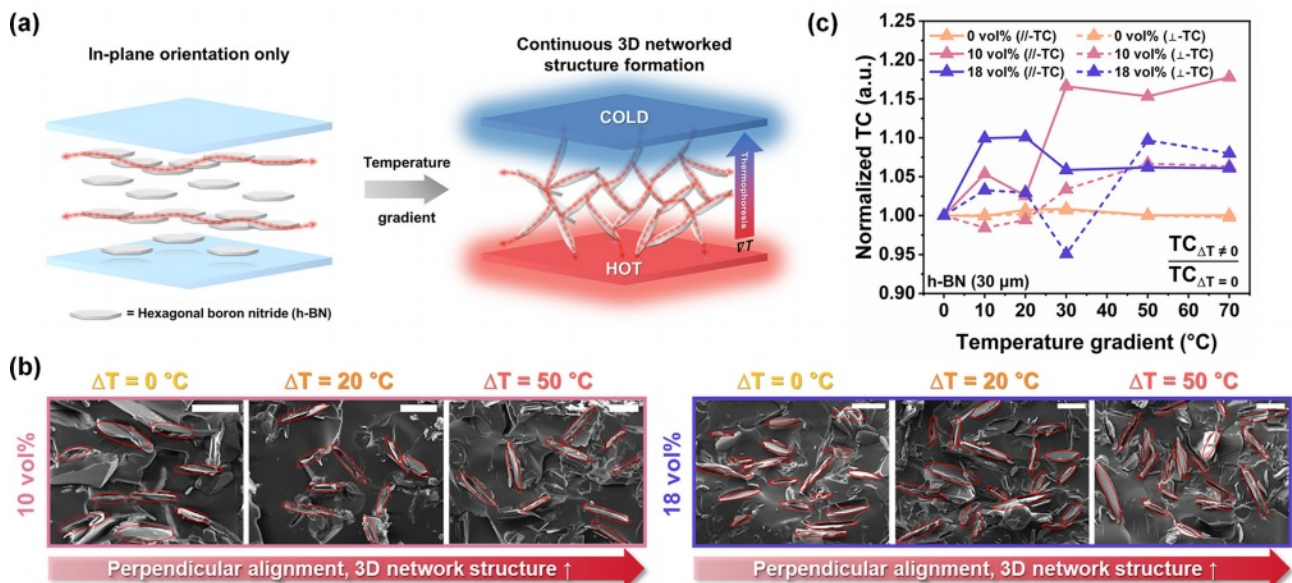 (a)
In-plane orientation only
Temperature
gradient
= Hexagonal boron nitride (h-BN)
Continuous 3D networked
structure formation
COLD
Thermophoresis
∇T
HOT
(c)
Normalized TC (a.u.)
1.25
1.20
1.15
1.10
1.05
1.00
0.95
0.90
0 vol% (//-TC)
0 vol% (⊥-TC)
10 vol% (//-TC)
10 vol% (⊥-TC)
18 vol% (//-TC)
18 vol% (⊥-TC)
h-BN (30 μm)
TC ΔT ≠ 0
TC ΔT = 0
0 10 20 30 40 50 60 70
Temperature gradient (°C)
(b)
10 vol%
ΔT = 0 °C
ΔT = 20 °C
ΔT = 50 °C
Perpendicular alignment, 3D network structure ↑
18 vol%
ΔT = 0 °C
ΔT = 20 °C
ΔT = 50 °C
Perpendicular alignment, 3D network structure ↑